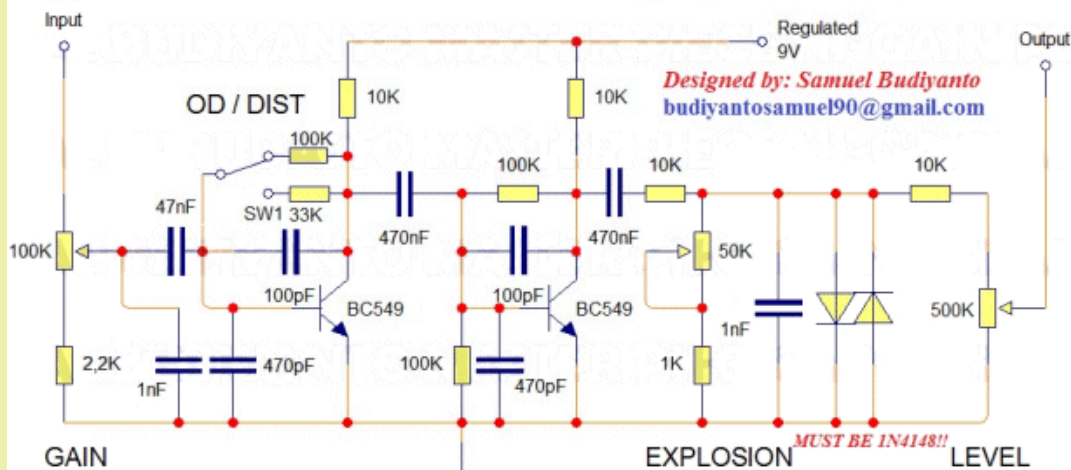 Input
Regulated
9V
Output
Designed by: Samuel Budiyanto
budiyantosamuel90@gmail.com
OD / DIST
10K
10K
100K
100K
10K
10K
47nF
SW1
33K
470nF
470nF
100K
50K
100pF
BC549
100pF
BC549
1nF
500K
2,2K
1nF
470pF
100K
470pF
1K
MUST BE 1N4148!!
GAIN
EXPLOSION
LEVEL